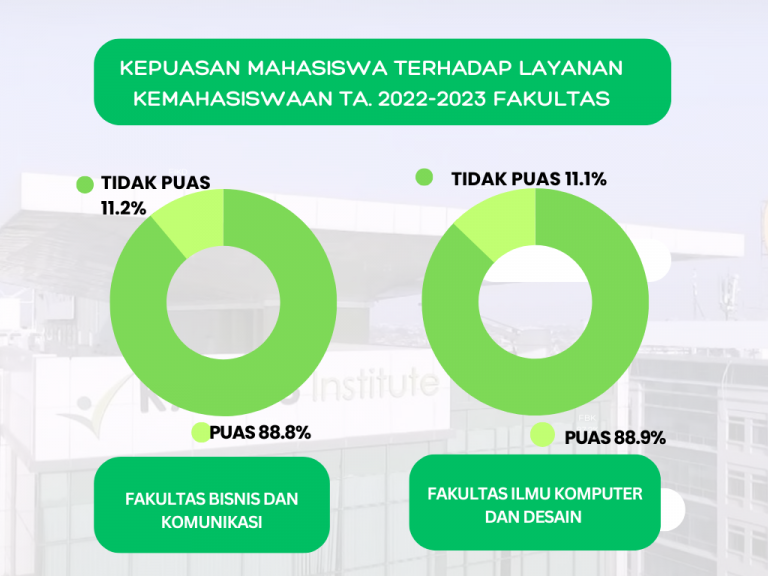 KEPUASAN MAHASISWA TERHADAP LAYANAN
KEMAHASISWAAN TA. 2022-2023 FAKULTAS
TIDAK PUAS
11.2%
TIDAK PUAS 11.1%
Institute
PUAS 88.8%
PUAS 88.9%
FAKULTAS BISNIS DAN
KOMUNIKASI
FAKULTAS ILMU KOMPUTER
DAN DESAIN